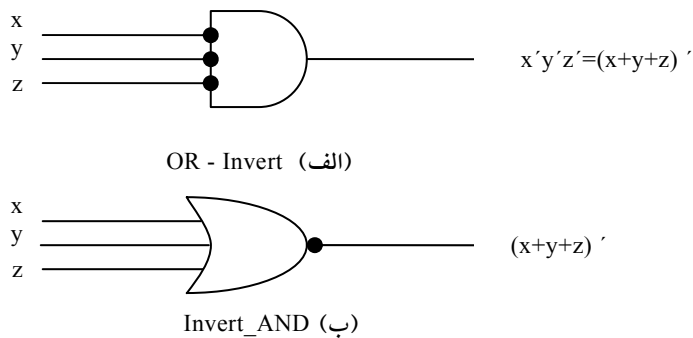 x
y
z
x´y´z´=(x+y+z) ´
OR - Invert (الف)
x
y
z
(x+y+z) ´
Invert_AND (ب)